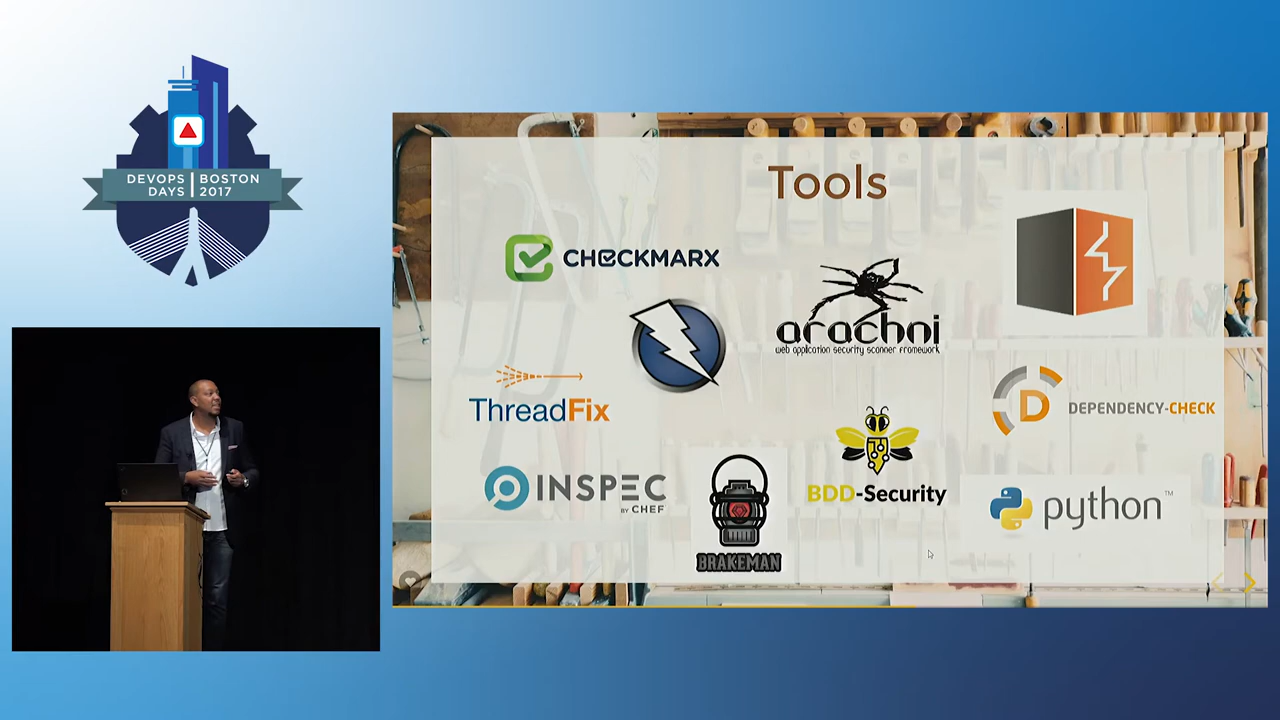 DEVOPS BOSTON
DAYS 2017
Tools
CHECKMARX
arachni
web application security scanner framework
ThreadFix
D DEPENDENCY-CHECK
INSPEC
BY CHEF
BRAKEMAN
BDD-Security
python™